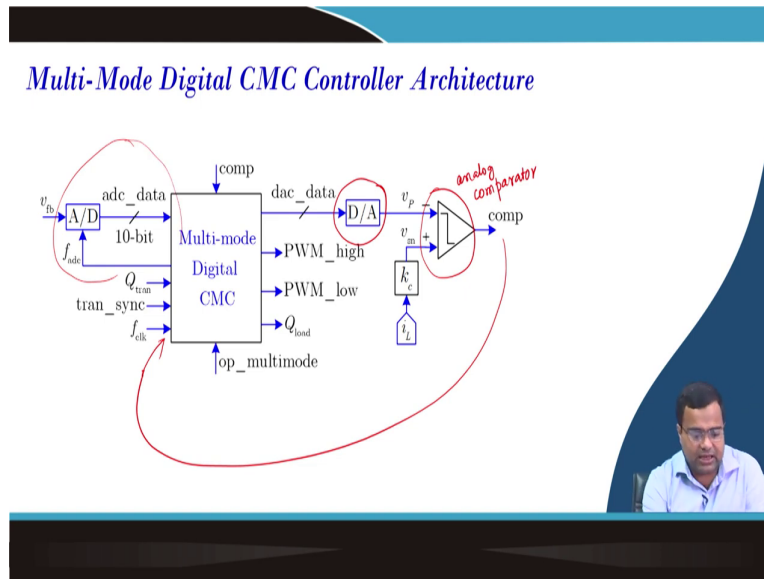 Multi-Mode Digital CMC Controller Architecture
comp
v_fb
A/D
adc_data
10-bit
f_adc
Q_tran
tran_sync
f_clk
Multi-mode
Digital
CMC
op_multimode
dac_data
D/A
PWM_high
PWM_low
Q_load
v_P
−
v_sn
+
k_c
i_L
analog
comparator
comp